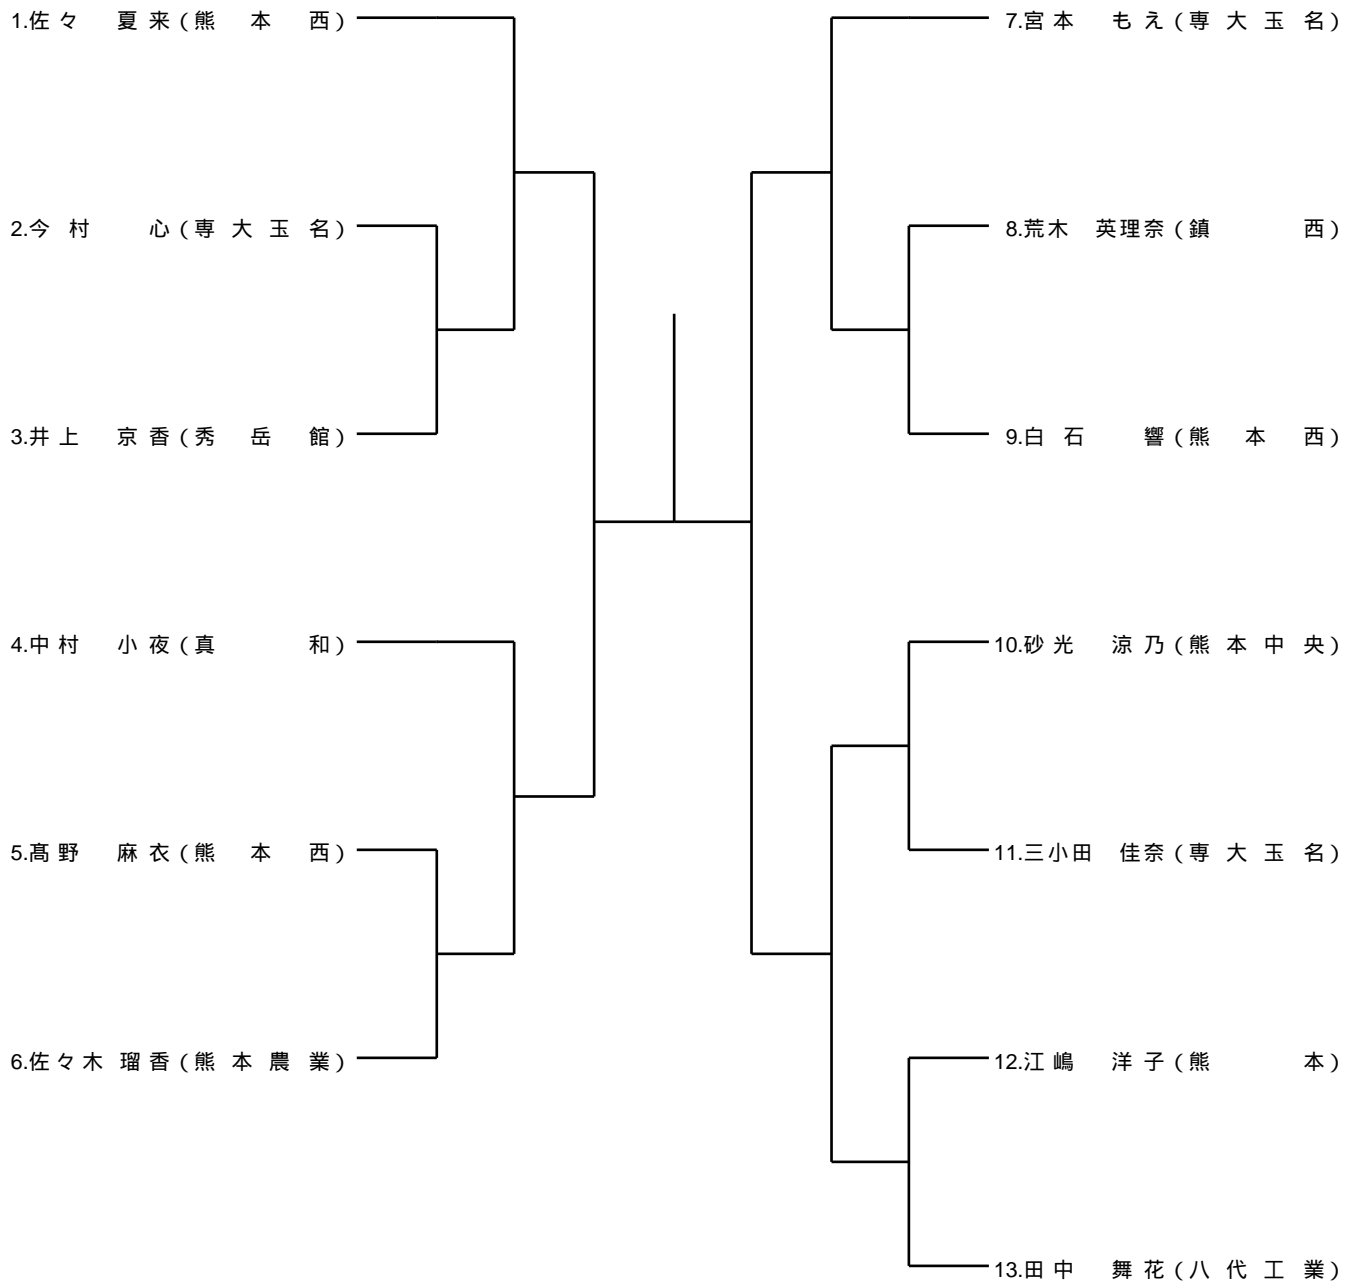 1.佐々　夏来(熊本西)
2.今村　心(専大玉名)
3.井上　京香(秀岳館)
4.中村　小夜(真和)
5.髙野　麻衣(熊本西)
6.佐々木瑠香(熊本農業)
7.宮本　もえ(専大玉名)
8.荒木　英理奈(鎮西)
9.白石　響(熊本西)
10.砂光　涼乃(熊本中央)
11.三小田　佳奈(専大玉名)
12.江嶋　洋子(熊本)
13.田中　舞花(八代工業)